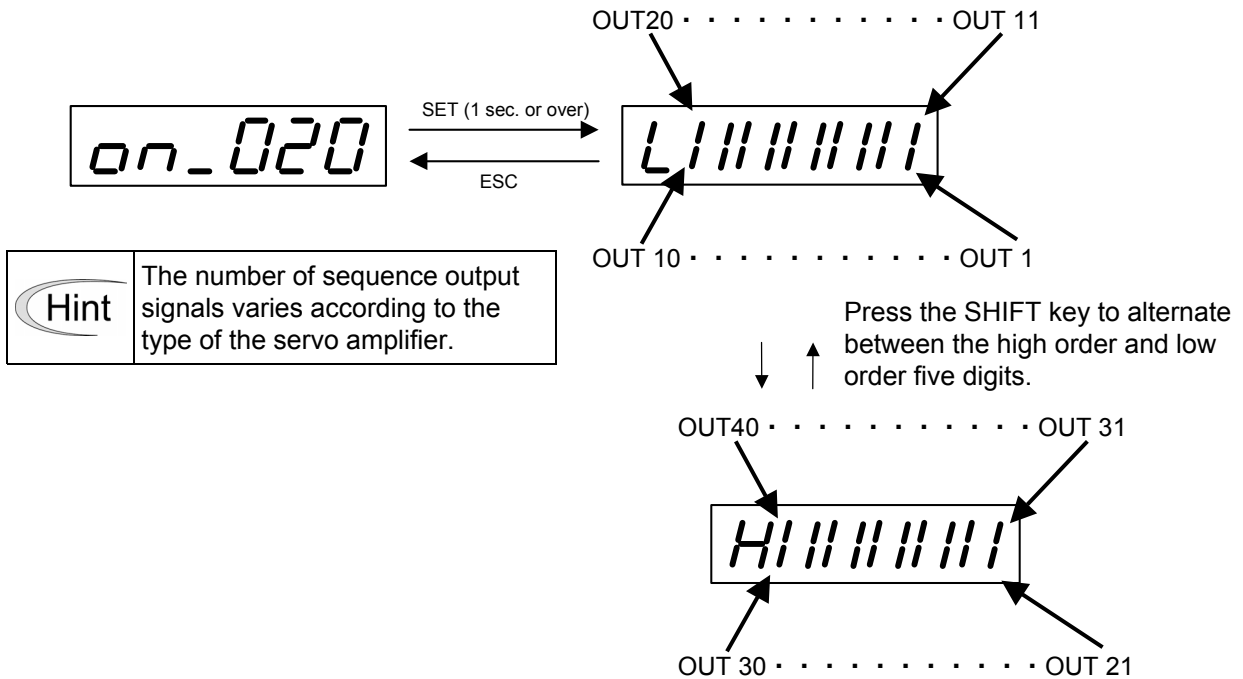 OUT20 · · · · · · · · · · · OUT 11
SET (1 sec. or over)
on_020
L
ESC
OUT 10 · · · · · · · · · · · OUT 1
Hint
The number of sequence output
signals varies according to the
type of the servo amplifier.
Press the SHIFT key to alternate
between the high order and low
order five digits.
OUT40 · · · · · · · · · · · OUT 31
H
OUT 30 · · · · · · · · · · · OUT 21